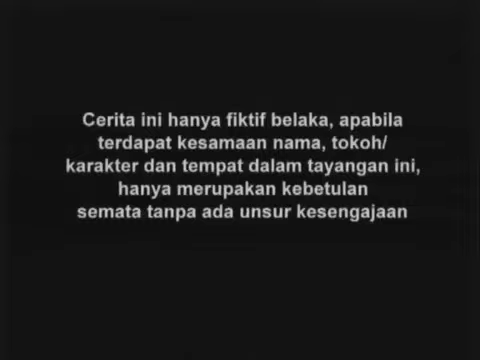 Cerita ini hanya fiktif belaka, apabila
terdapat kesamaan nama, tokoh/
karakter dan tempat dalam tayangan ini,
hanya merupakan kebetulan
semata tanpa ada unsur kesengajaan